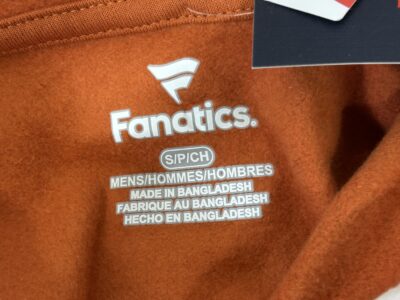 Fanatics.
S/P/CH
MENS/HOMMES/HOMBRES
MADE IN BANGLADESH
FABRIQUE AU BANGLADESH
HECHO EN BANGLADESH